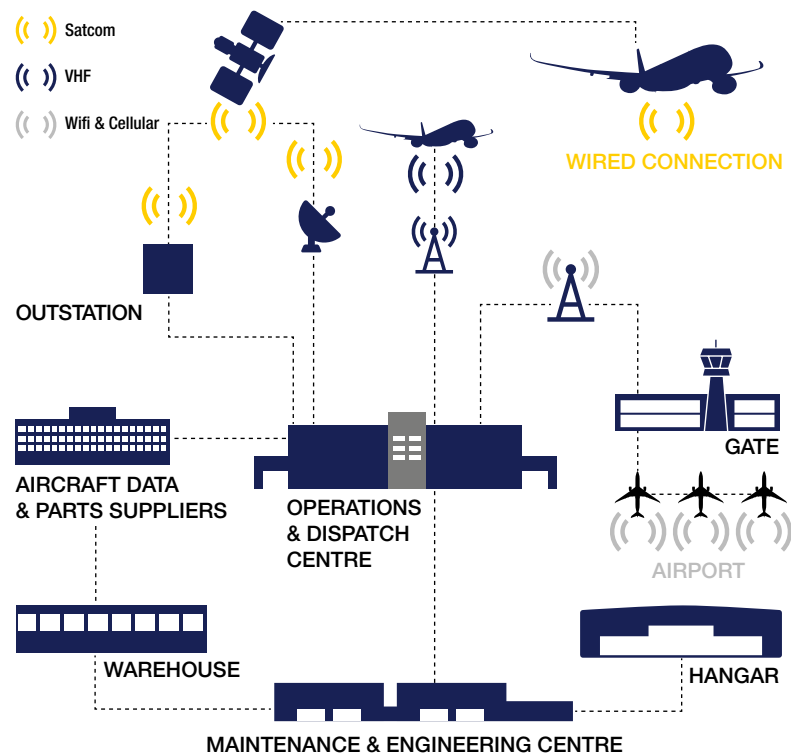 Satcom
VHF
Wifi & Cellular
WIRED CONNECTION
OUTSTATION
GATE
AIRCRAFT DATA
& PARTS SUPPLIERS
OPERATIONS
& DISPATCH
CENTRE
AIRPORT
WAREHOUSE
HANGAR
MAINTENANCE & ENGINEERING CENTRE